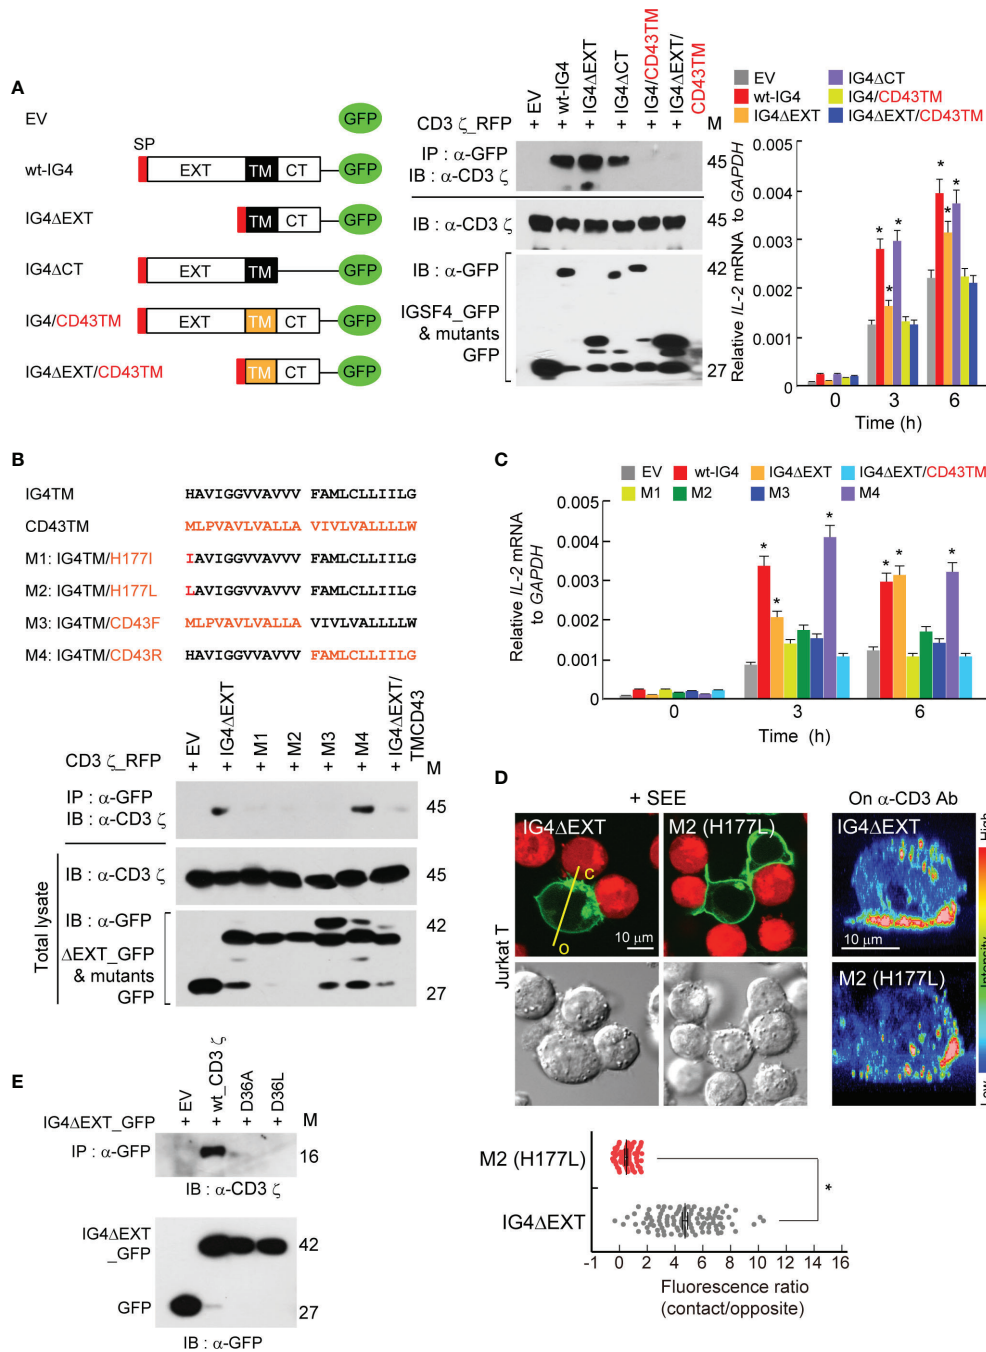 A
EV
GFP
SP
wt-IG4
EXT TM CT GFP
IG4ΔEXT
TM CT GFP
IG4ΔCT
EXT TM GFP
IG4/CD43TM
EXT TM CT GFP
IG4ΔEXT/CD43TM
TM CT GFP
EV
wt-IG4
IG4ΔEXT
IG4ΔCT
IG4/CD43TM
IG4ΔEXT/
CD43TM
CD3 ζ_RFP + + + + + + M
IP : α-GFP
IB : α-CD3 ζ
45
IB : α-CD3 ζ 45
IB : α-GFP 42
IGSF4_GFP
& mutants
GFP 27
EV
wt-IG4
IG4ΔEXT
IG4ΔCT
IG4/CD43TM
IG4ΔEXT/CD43TM
Relative IL-2 mRNA to GAPDH
0.005
0.004
0.003
0.002
0.001
0
* * * * * *
0 3 6
Time (h)
B
IG4TM HAVIGGVVAVVV FAMLCLLIILG
CD43TM MLPVAVLVALLA VIVLVALLLLW
M1: IG4TM/H177I IAVIGGVVAVVV FAMLCLLIILG
M2: IG4TM/H177L LAVIGGVVAVVV FAMLCLLIILG
M3: IG4TM/CD43F MLPVAVLVALLA VIVLVALLLLW
M4: IG4TM/CD43R HAVIGGVVAVVV FAMLCLLIILG
EV
IG4ΔEXT
M1
M2
M3
M4
IG4ΔEXT/
TMCD43
CD3 ζ_RFP + + + + + + + M
IP : α-GFP
IB : α-CD3 ζ
45
Total lysate
IB : α-CD3 ζ 45
IB : α-GFP 42
ΔEXT_GFP
& mutants
GFP 27
C
EV wt-IG4 IG4ΔEXT IG4ΔEXT/CD43TM
M1 M2 M3 M4
Relative IL-2 mRNA
to GAPDH
0.005
0.004
0.003
0.002
0.001
0
* * * * * *
0 3 6
Time (h)
D
+ SEE
On α-CD3 Ab
Jurkat T
IG4ΔEXT
c
o
10 µm
M2 (H177L)
IG4ΔEXT
10 µm
M2 (H177L)
High
Intensity
Low
M2 (H177L)
IG4ΔEXT
*
-1 0 2 4 6 8 10 12 14 16
Fluorescence ratio
(contact/opposite)
E
EV
wt_CD3 ζ
D36A
D36L
IG4ΔEXT_GFP + + + + M
IP : α-GFP 16
IB : α-CD3 ζ
IG4ΔEXT
_GFP
42
GFP 27
IB : α-GFP